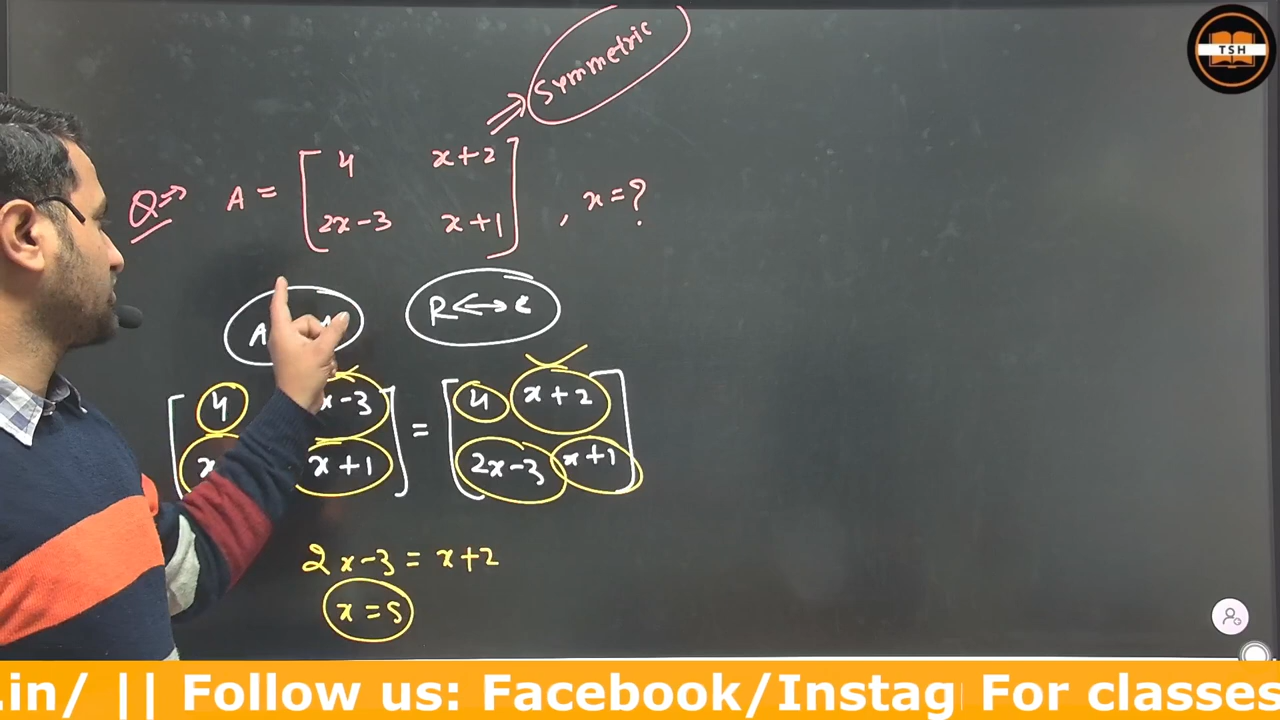 TSH
Symmetric
Q⇒ A = [ 4 x+2
2x-3 x+1 ] , x=?
A
R↔C
[ 4 x-3
x x+1 ] = [ 4 x+2
2x-3 x+1 ]
2x-3 = x+2
x = 5
.in/ || Follow us: Facebook/Instag For classes